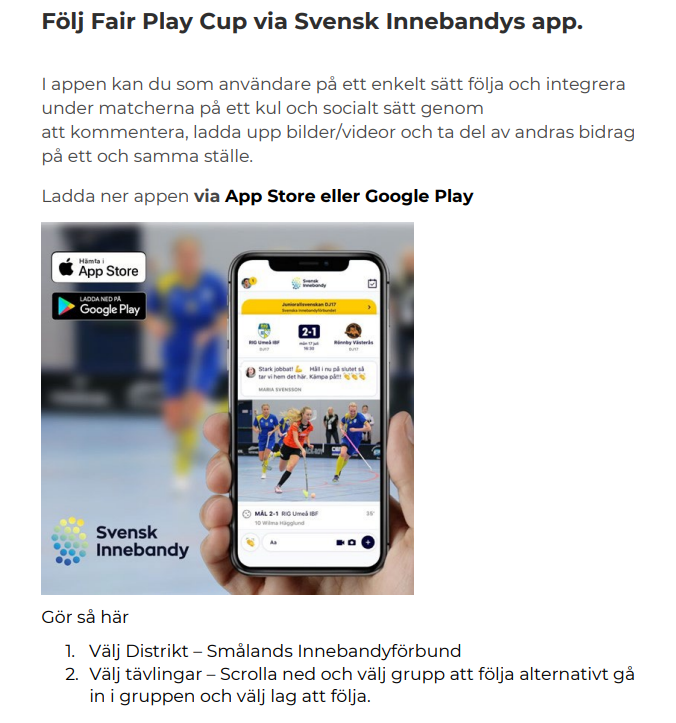 Följ Fair Play Cup via Svensk Innebandys app.
I appen kan du som användare på ett enkelt sätt följa och integrera
under matcherna på ett kul och socialt sätt genom
att kommentera, ladda upp bilder/videor och ta del av andras bidrag
på ett och samma ställe.
Ladda ner appen via App Store eller Google Play
Hämta i
App Store
LADDA NED PÅ
Google Play
Svensk
Innebandy
Juniorallsvenskan DJ17
Svenska Innebandyförbundet
2-1
RIG Umeå IBF
DJ17
mån 17 juli
16:30
Rönnby Västerås
DJ17
Stark jobbat! 💪 Håll i nu på slutet så
tar vi hem det här. Kämpa på!!! 👏👏👏
MARIA SVENSSON
MÅL 2-1 RIG Umeå IBF
35'
10 Wilma Hägglund
Aa
Svensk
Innebandy
Gör så här
1. Välj Distrikt – Smålands Innebandyförbund
2. Välj tävlingar – Scrolla ned och välj grupp att följa alternativt gå
in i gruppen och välj lag att följa.